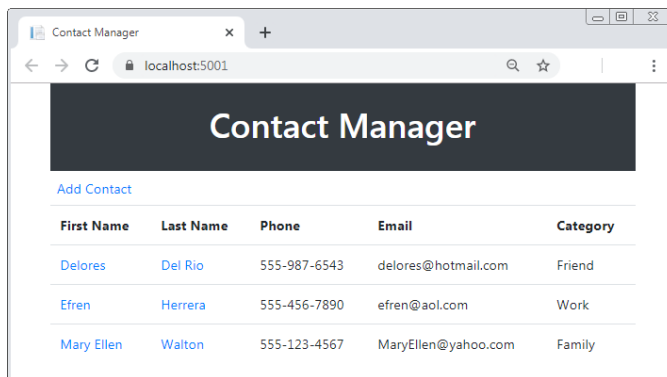 Contact Manager
localhost:5001
Contact Manager
Add Contact
First Name Last Name Phone Email Category
Delores Del Rio 555-987-6543 delores@hotmail.com Friend
Efren Herrera 555-456-7890 efren@aol.com Work
Mary Ellen Walton 555-123-4567 MaryEllen@yahoo.com Family